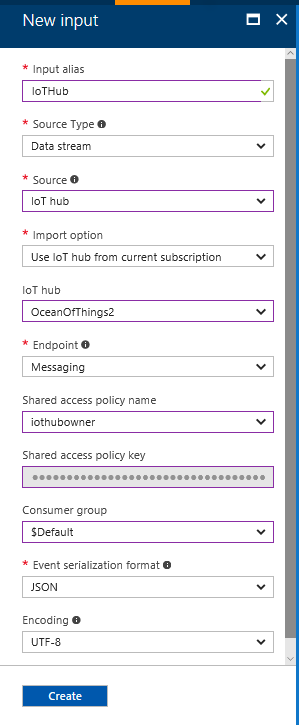 New input
* Input alias
IoTHub
* Source Type
Data stream
* Source
IoT hub
* Import option
Use IoT hub from current subscription
IoT hub
OceanOfThings2
* Endpoint
Messaging
Shared access policy name
iothubowner
Shared access policy key
Consumer group
$Default
* Event serialization format
JSON
Encoding
UTF-8
Create